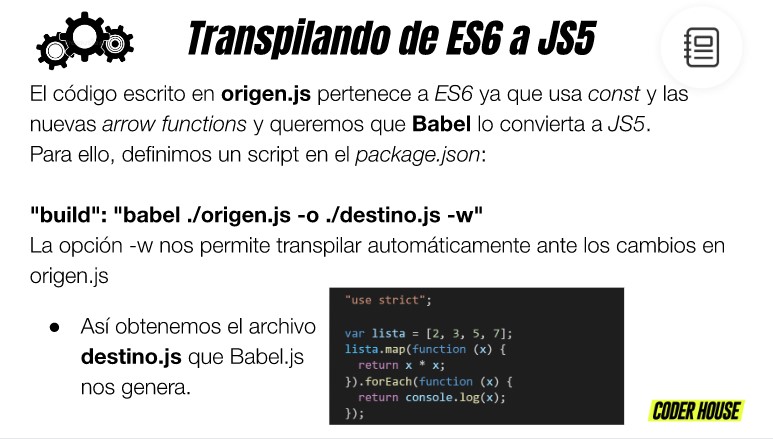 Transpilando de ES6 a JS5
El código escrito en origen.js pertenece a ES6 ya que usa const y las
nuevas arrow functions y queremos que Babel lo convierta a JS5.
Para ello, definimos un script en el package.json:
"build": "babel ./origen.js -o ./destino.js -w"
La opción -w nos permite transpilar automáticamente ante los cambios en
origen.js
● Así obtenemos el archivo
destino.js que Babel.js
nos genera.
"use strict";
var lista = [2, 3, 5, 7];
lista.map(function (x) {
  return x * x;
}).forEach(function (x) {
  return console.log(x);
});
CODER HOUSE